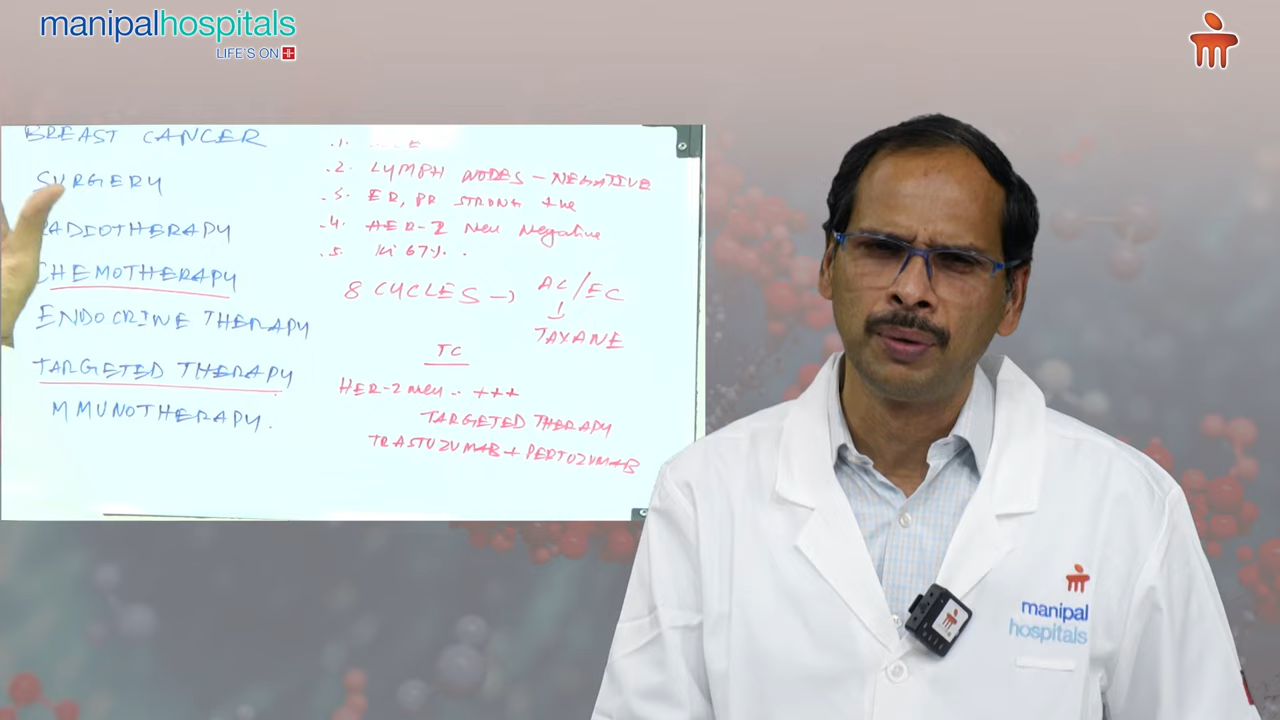 manipalhospitals
LIFE'S ON
BREAST CANCER
SURGERY
RADIOTHERAPY
CHEMOTHERAPY
ENDOCRINE THERAPY
TARGETED THERAPY
MMUNOTHERAPY.
.1.
.2. LYMPH NODES - NEGATIVE
.3. ER, PR STRONG +ve
.4. HER-2 Neu Negative
.5. Ki 67%. .
8 CYCLES → AC/EC
↓
TAXANE
TC
HER-2 neu .. +++
TARGETED THERAPY
TRASTUZUMAB + PERTUZUMAB
manipal
hospitals